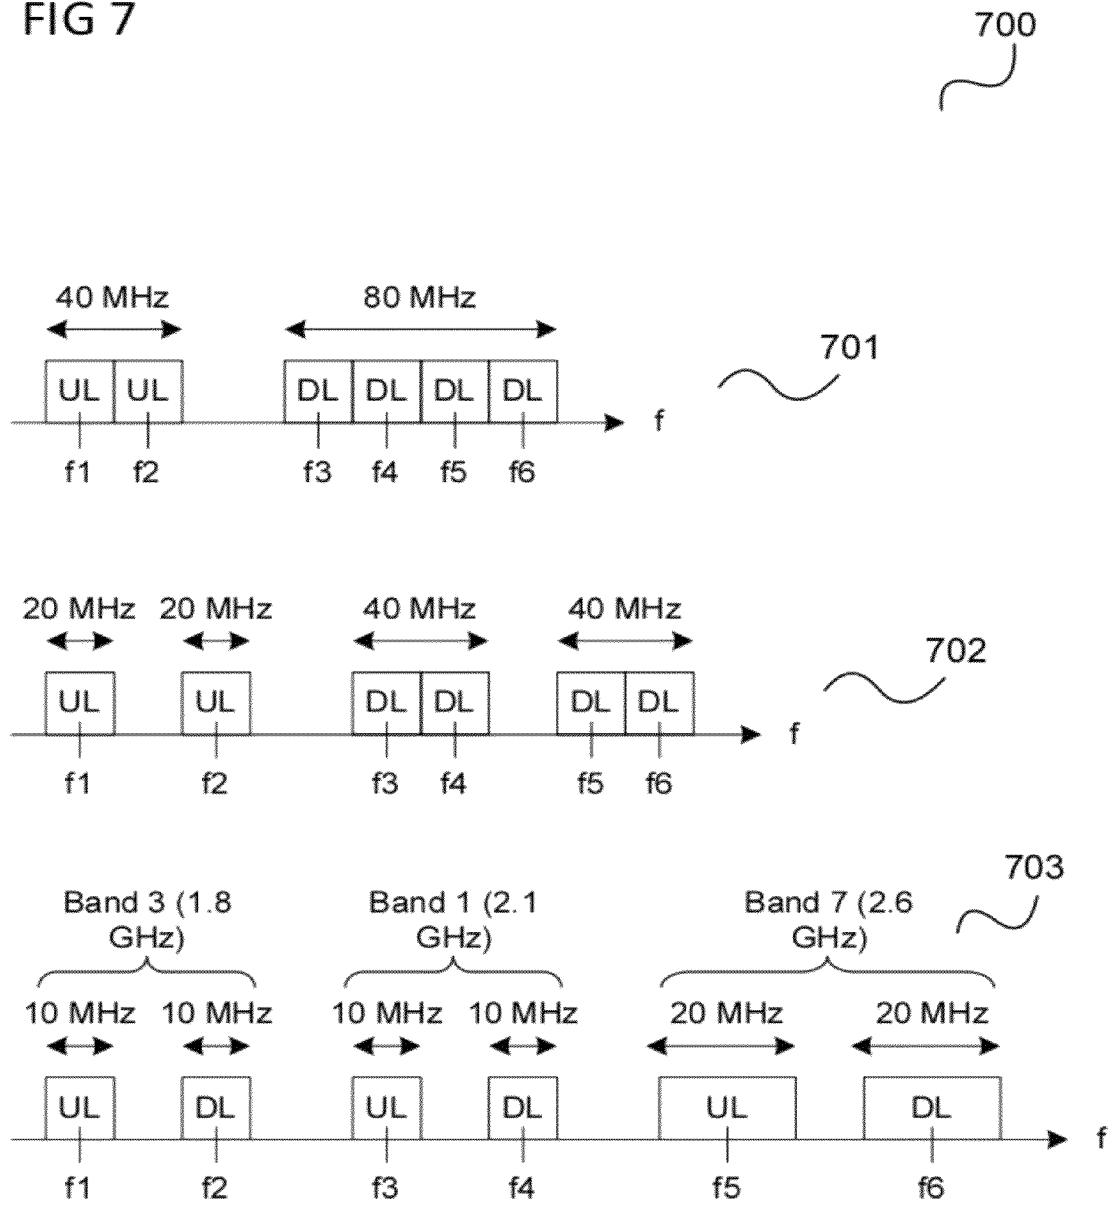 FIG 7
700
40 MHz 80 MHz
701
UL UL DL DL DL DL
f
f1 f2 f3 f4 f5 f6
20 MHz 20 MHz 40 MHz 40 MHz
702
UL UL DL DL DL DL
f
f1 f2 f3 f4 f5 f6
703
Band 3 (1.8 Band 1 (2.1 Band 7 (2.6
GHz) GHz) GHz)
10 MHz 10 MHz 10 MHz 10 MHz 20 MHz 20 MHz
UL DL UL DL UL DL
f
f1 f2 f3 f4 f5 f6